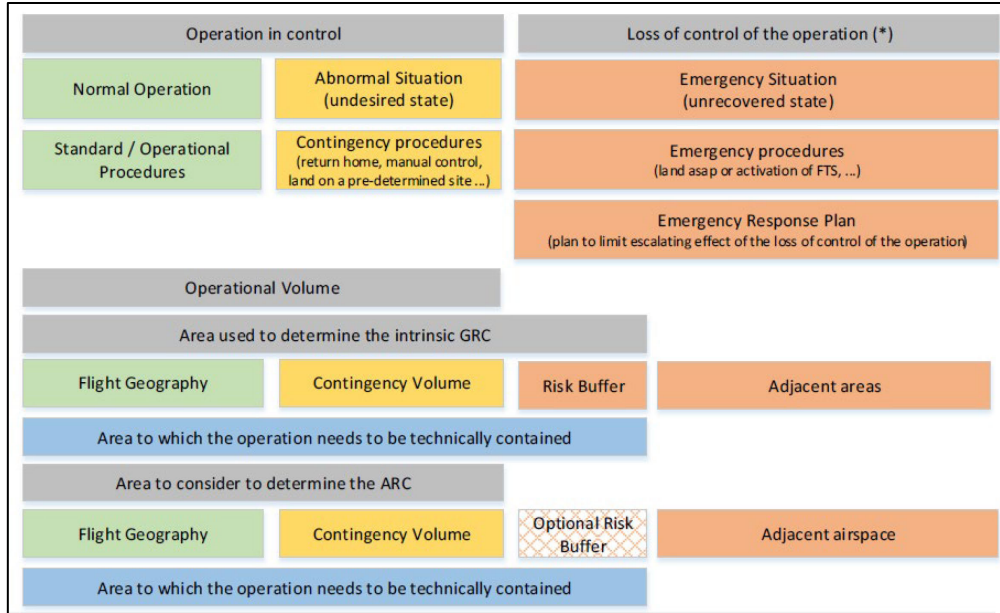 Operation in control
Loss of control of the operation (*)
Normal Operation
Abnormal Situation
(undesired state)
Emergency Situation
(unrecovered state)
Standard / Operational
Procedures
Contingency procedures
(return home, manual control,
land on a pre-determined site ...)
Emergency procedures
(land asap or activation of FTS, ...)
Emergency Response Plan
(plan to limit escalating effect of the loss of control of the operation)
Operational Volume
Area used to determine the intrinsic GRC
Flight Geography
Contingency Volume
Risk Buffer
Adjacent areas
Area to which the operation needs to be technically contained
Area to consider to determine the ARC
Flight Geography
Contingency Volume
Optional Risk
Buffer
Adjacent airspace
Area to which the operation needs to be technically contained